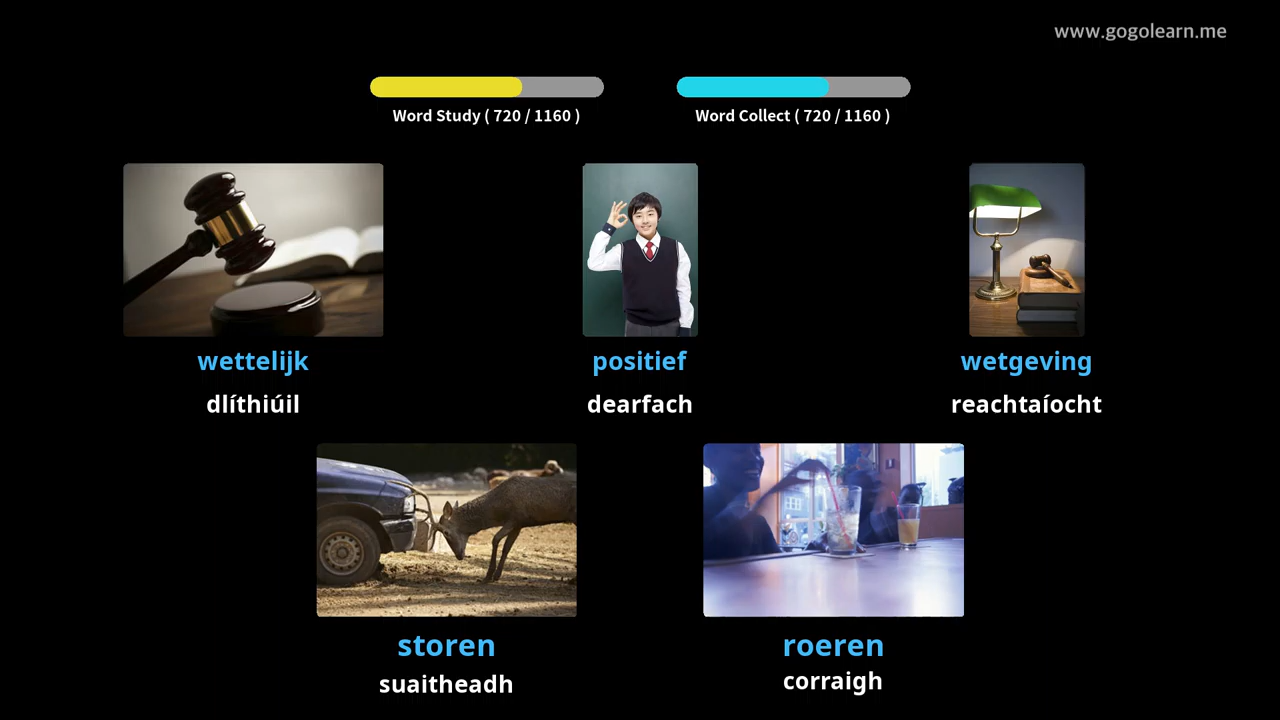 www.gogolearn.me
Word Study ( 720 / 1160 )
Word Collect ( 720 / 1160 )
wettelijk
dlíthiúil
positief
dearfach
wetgeving
reachtaíocht
storen
suaitheadh
roeren
corraigh